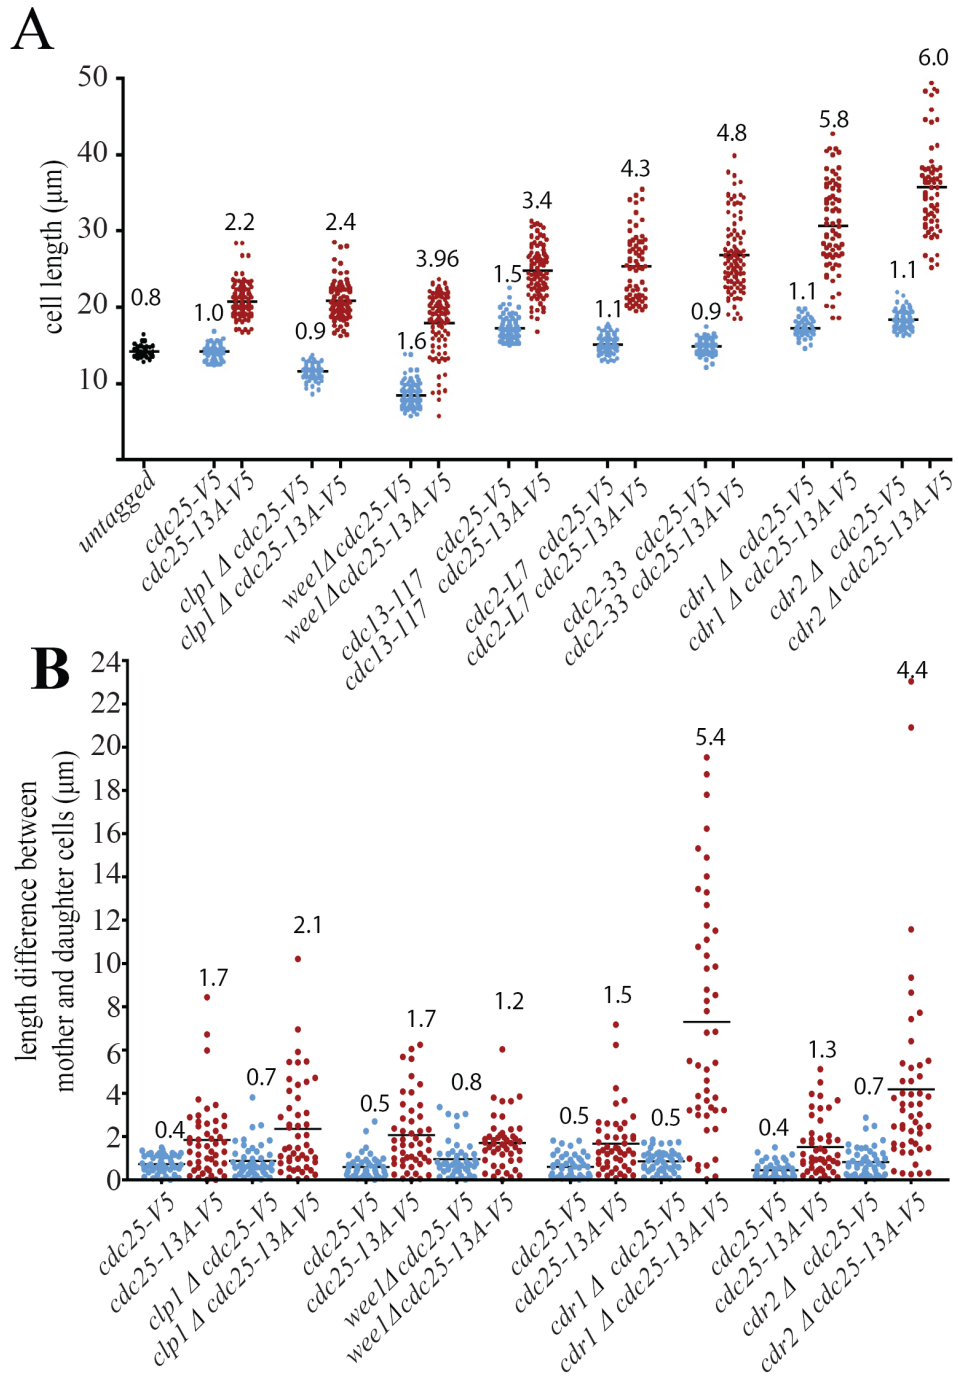 A
cell length (μm)
50
40
30
20
10
0.8
1.0
2.2
0.9
2.4
1.6
3.96
1.5
3.4
1.1
4.3
0.9
4.8
1.1
5.8
1.1
6.0
untagged
cdc25-V5
cdc25-13A-V5
clp1 Δ cdc25-V5
clp1 Δ cdc25-13A-V5
wee1Δ cdc25-V5
wee1Δcdc25-13A-V5
cdc13-117 cdc25-V5
cdc13-117 cdc25-13A-V5
cdc2-L7 cdc25-V5
cdc2-L7 cdc25-13A-V5
cdc2-33 cdc25-V5
cdc2-33 cdc25-13A-V5
cdr1 Δ cdc25-V5
cdr1 Δ cdc25-13A-V5
cdr2 Δ cdc25-V5
cdr2 Δ cdc25-13A-V5
B
length difference between
mother and daughter cells (μm)
24
22
20
18
16
14
12
10
8
6
4
2
0
0.4
1.7
0.7
2.1
0.5
1.7
0.8
1.2
0.5
1.5
0.5
5.4
0.4
1.3
0.7
4.4
cdc25-V5
cdc25-13A-V5
clp1 Δ cdc25-V5
clp1 Δ cdc25-13A-V5
cdc25-V5
cdc25-13A-V5
wee1Δ cdc25-V5
wee1Δcdc25-13A-V5
cdc25-V5
cdc25-13A-V5
cdr1 Δ cdc25-V5
cdr1 Δ cdc25-13A-V5
cdc25-V5
cdc25-13A-V5
cdr2 Δ cdc25-V5
cdr2 Δ cdc25-13A-V5